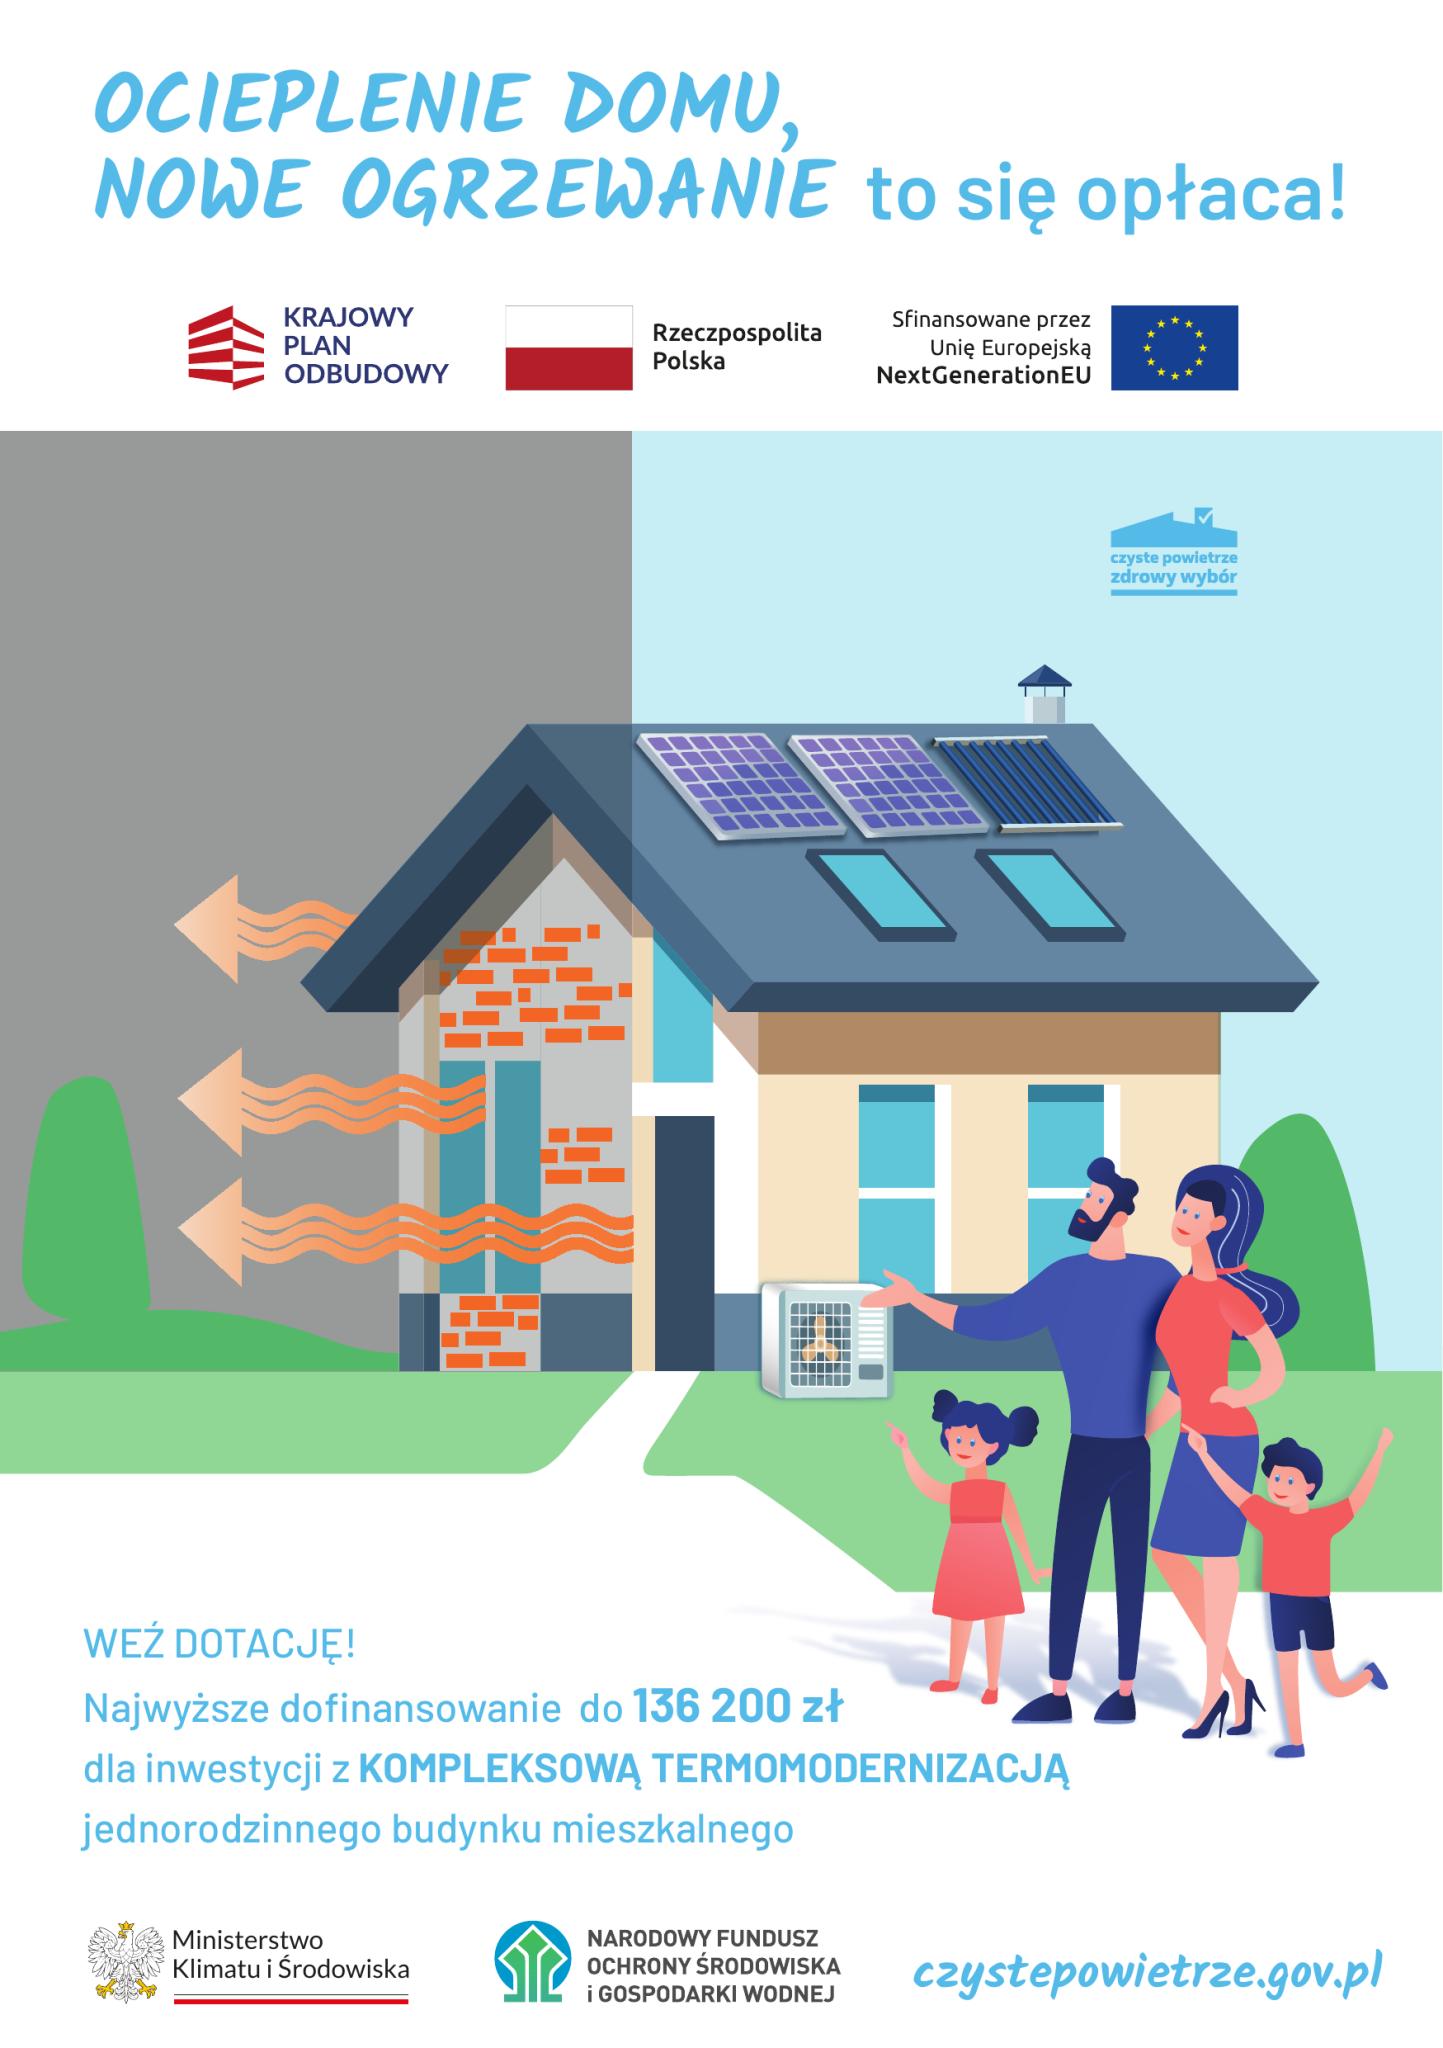 OCIEPLENIE DOMU,
NOWE OGRZEWANIE to się opłaca!
KRAJOWY
PLAN
ODBUDOWY
Rzeczpospolita
Polska
Sfinansowane przez
Unię Europejską
NextGenerationEU
czyste powietrze
zdrowy wybór
WEŹ DOTACJĘ!
Najwyższe dofinansowanie do 136 200 zł
dla inwestycji z KOMPLEKSOWĄ TERMOMODERNIZACJĄ
jednorodzinnego budynku mieszkalnego
Ministerstwo
Klimatu i Środowiska
NARODOWY FUNDUSZ
OCHRONY ŚRODOWISKA
i GOSPODARKI WODNEJ
czystepowietrze.gov.pl